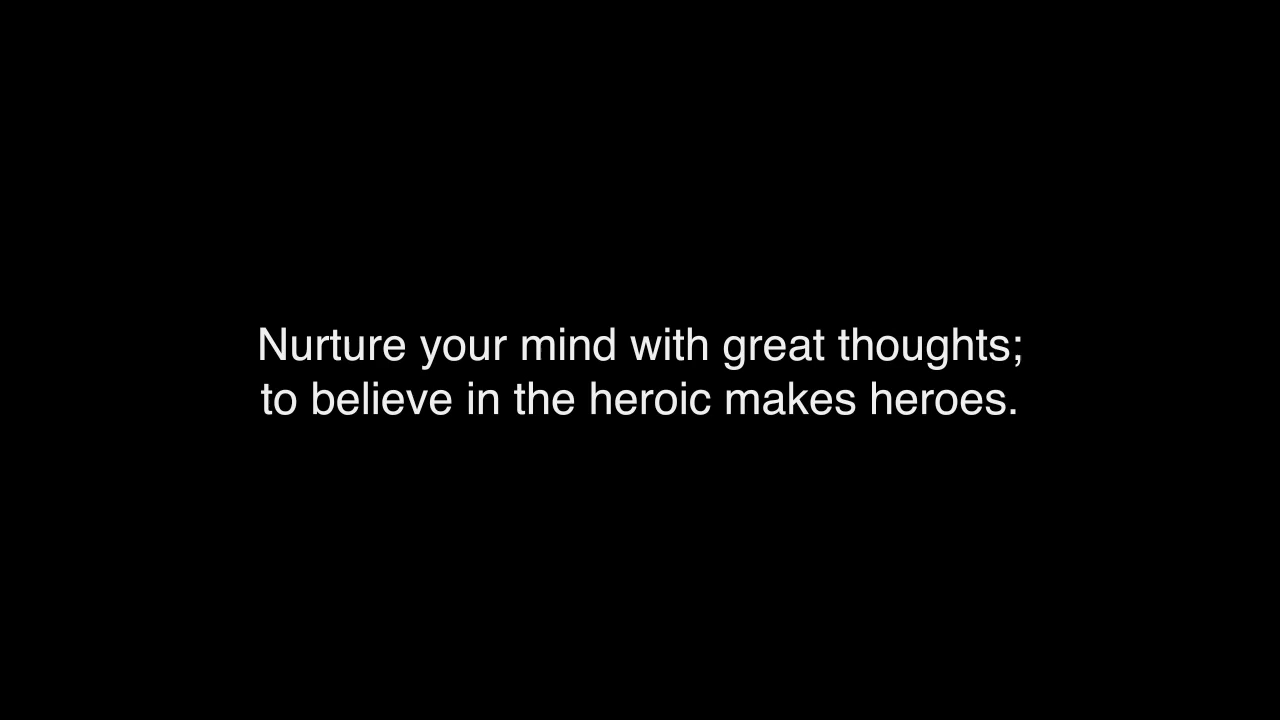 Nurture your mind with great thoughts;
to believe in the heroic makes heroes.